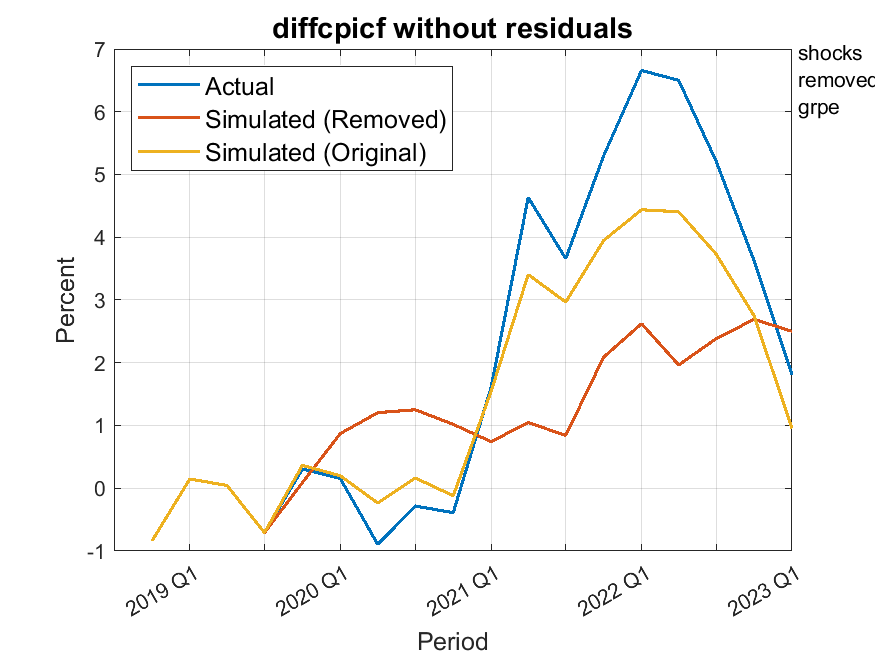 diffcpicf without residuals
shocks
removed
grpe
Actual
Simulated (Removed)
Simulated (Original)
7
6
5
4
3
2
1
0
-1
Percent
2019 Q1
2020 Q1
2021 Q1
2022 Q1
2023 Q1
Period